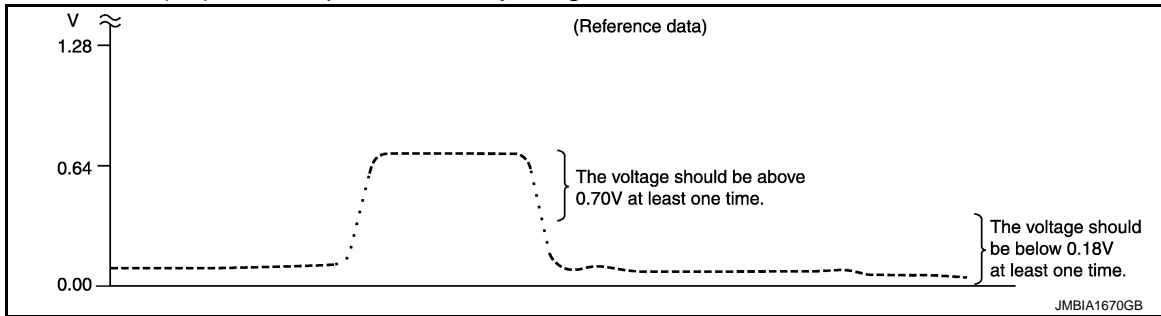 V
(Reference data)
1.28
0.64
The voltage should be above
0.70V at least one time.
The voltage should
be below 0.18V
at least one time.
0.00
JMBIA1670GB